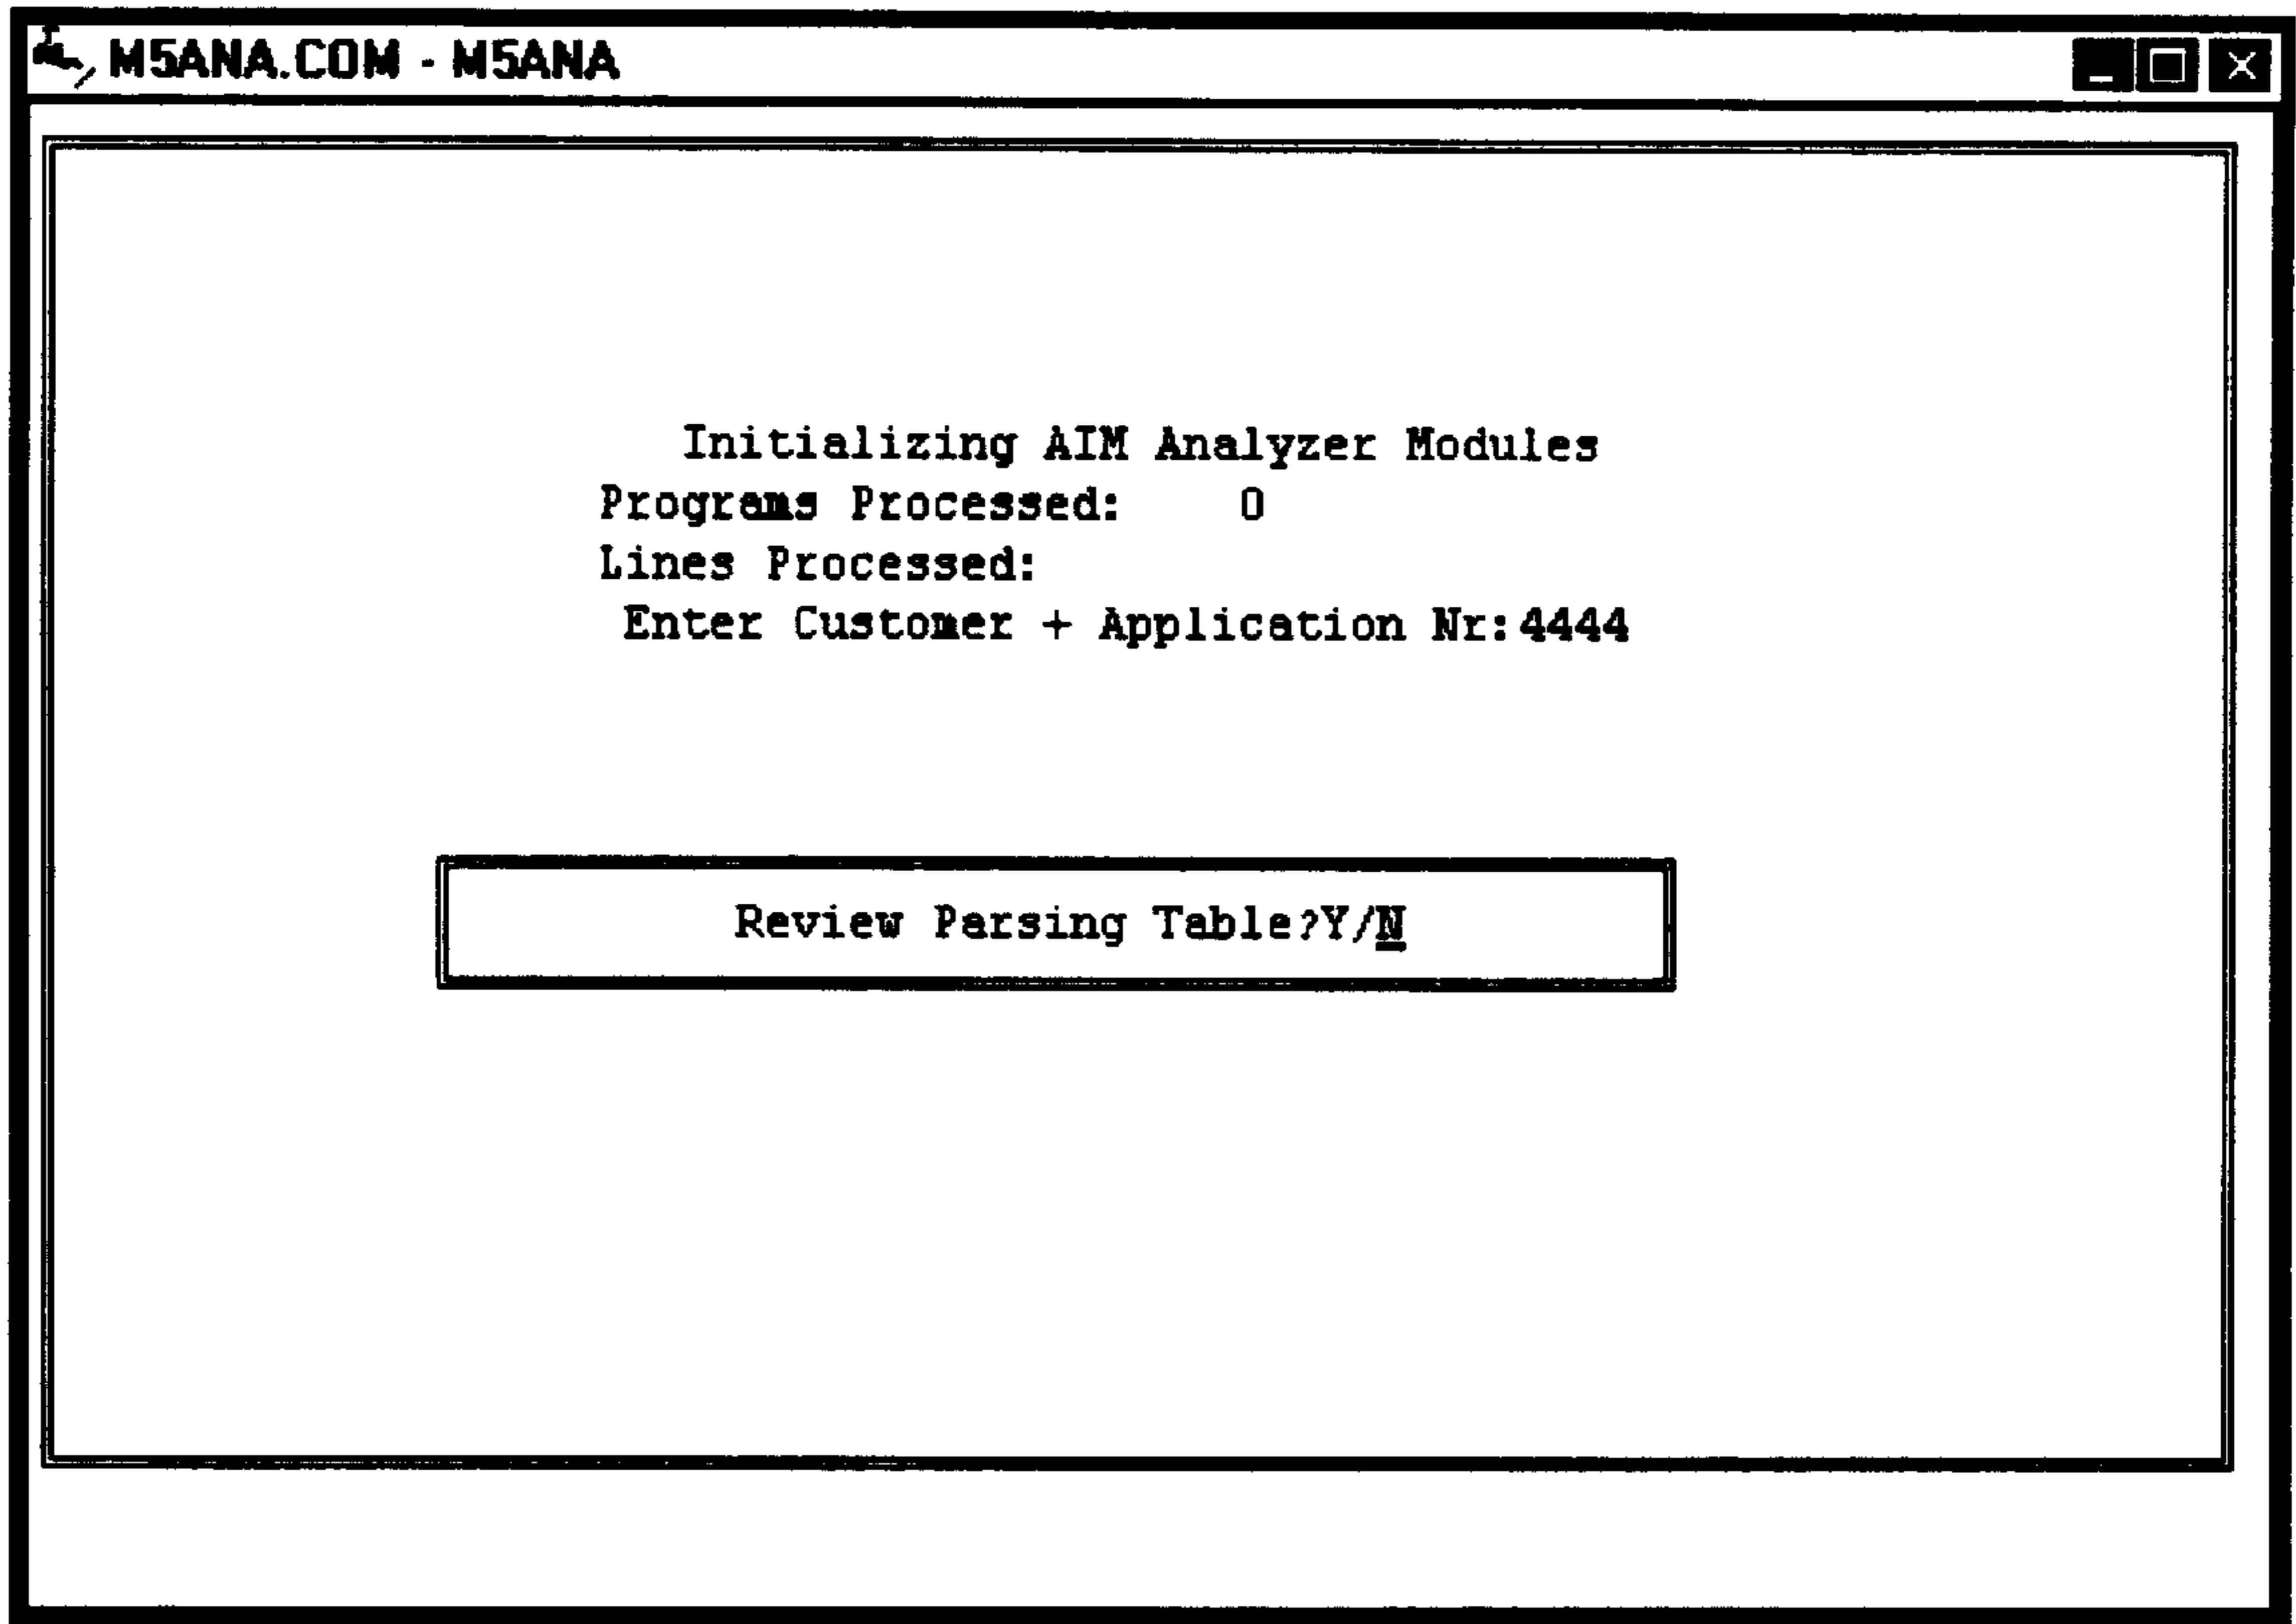 M5ANA.COM - M5ANA
Initializing AIM Analyzer Modules
Programs Processed: 0
Lines Processed:
Enter Customer + Application Nr:4444
Review Parsing Table?Y/N